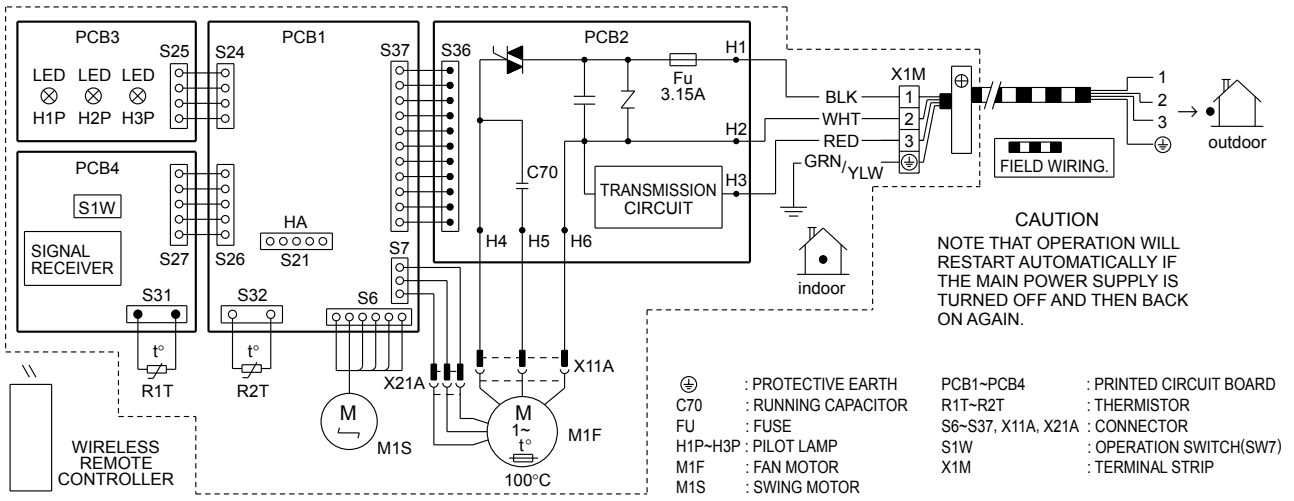 PCB3
LED LED LED
H1P H2P H3P
S25
S24
PCB1
S37
S36
PCB2
H1
Fu
3.15A
H2
H3
TRANSMISSION
CIRCUIT
C70
H4
H5
H6
PCB4
S1W
SIGNAL
RECEIVER
S27
S26
HA
S21
S7
S31
S32
S6
t°
R1T
t°
R2T
X21A
X11A
M
M1S
M
1~
t°
M1F
100°C
WIRELESS
REMOTE
CONTROLLER
X1M
BLK
WHT
RED
GRN/YLW
1
2
3
1
2
3
outdoor
FIELD WIRING.
indoor
CAUTION
NOTE THAT OPERATION WILL
RESTART AUTOMATICALLY IF
THE MAIN POWER SUPPLY IS
TURNED OFF AND THEN BACK
ON AGAIN.
: PROTECTIVE EARTH
C70 : RUNNING CAPACITOR
FU : FUSE
H1P~H3P : PILOT LAMP
M1F : FAN MOTOR
M1S : SWING MOTOR
PCB1~PCB4 : PRINTED CIRCUIT BOARD
R1T~R2T : THERMISTOR
S6~S37, X11A, X21A : CONNECTOR
S1W : OPERATION SWITCH(SW7)
X1M : TERMINAL STRIP